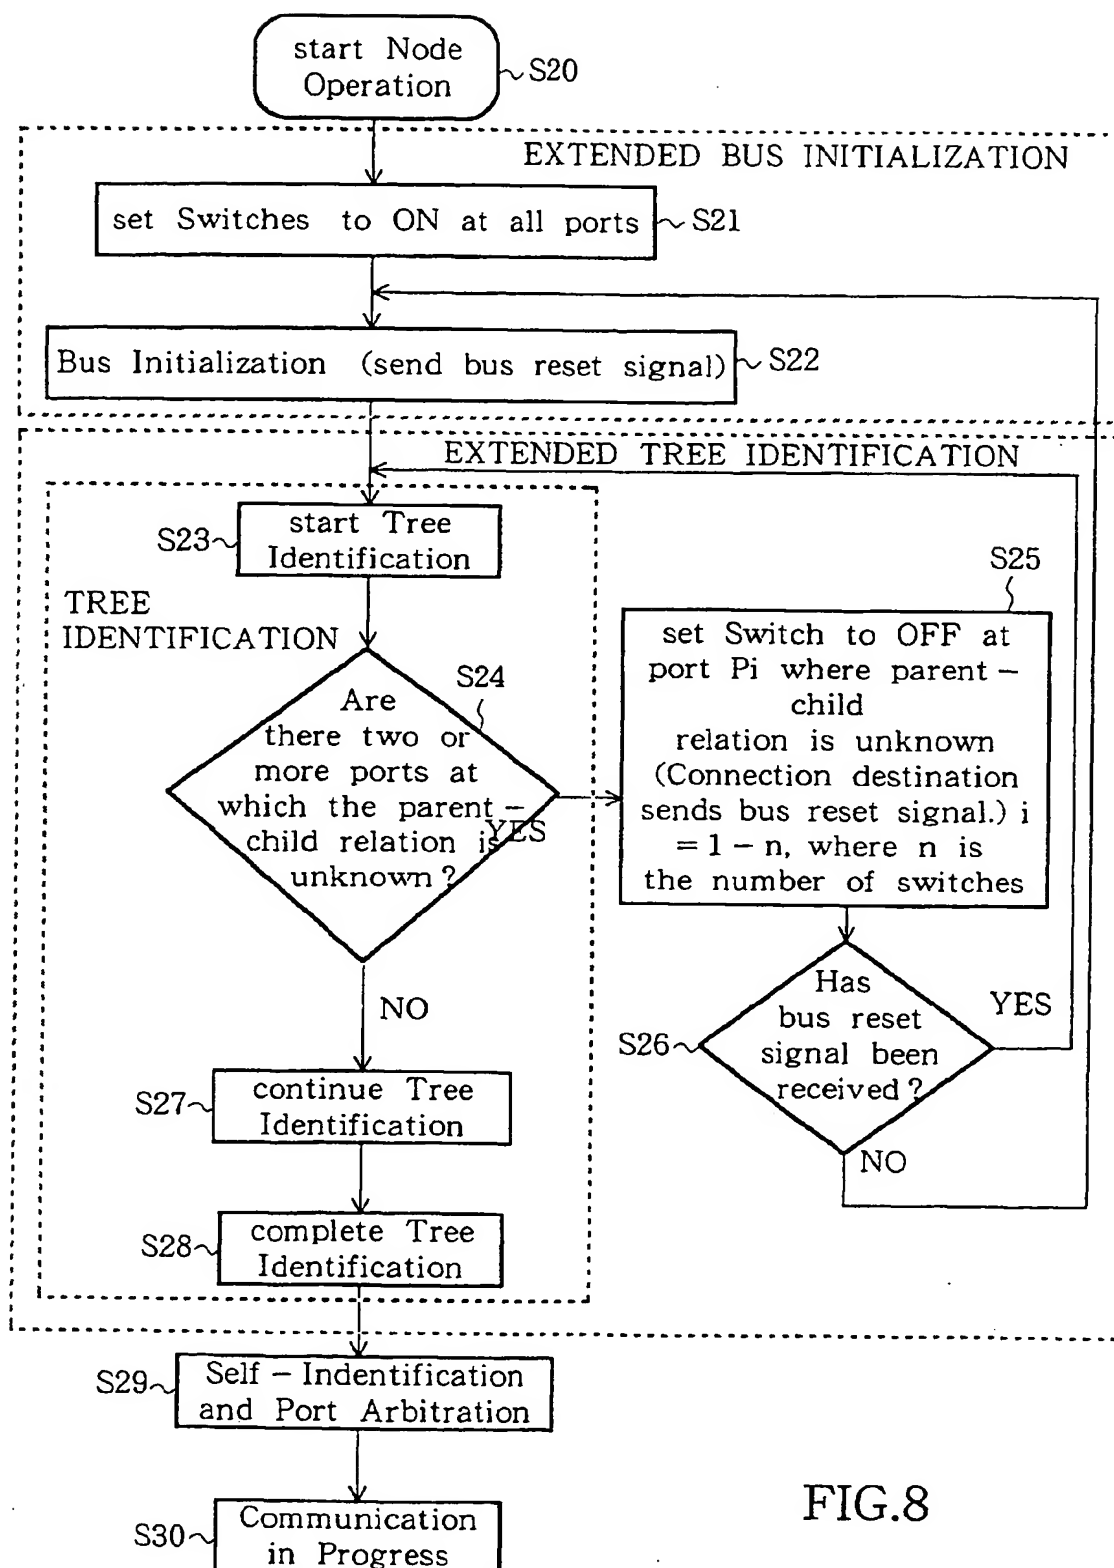 start Node
Operation
S20
EXTENDED BUS INITIALIZATION
set Switches to ON at all ports
S21
Bus Initialization (send bus reset signal)
S22
EXTENDED TREE IDENTIFICATION
S23
start Tree
Identification
TREE
IDENTIFICATION
S24
Are
there two or
more ports at
which the parent-
child relation is
unknown?
YES
S25
set Switch to OFF at
port Pi where parent-
child
relation is unknown
(Connection destination
sends bus reset signal.) i
= 1 - n, where n is
the number of switches
S26
Has
bus reset
signal been
received?
YES
NO
NO
S27
continue Tree
Identification
S28
complete Tree
Identification
S29
Self-Indentification
and Port Arbitration
S30
Communication
in Progress
FIG.8